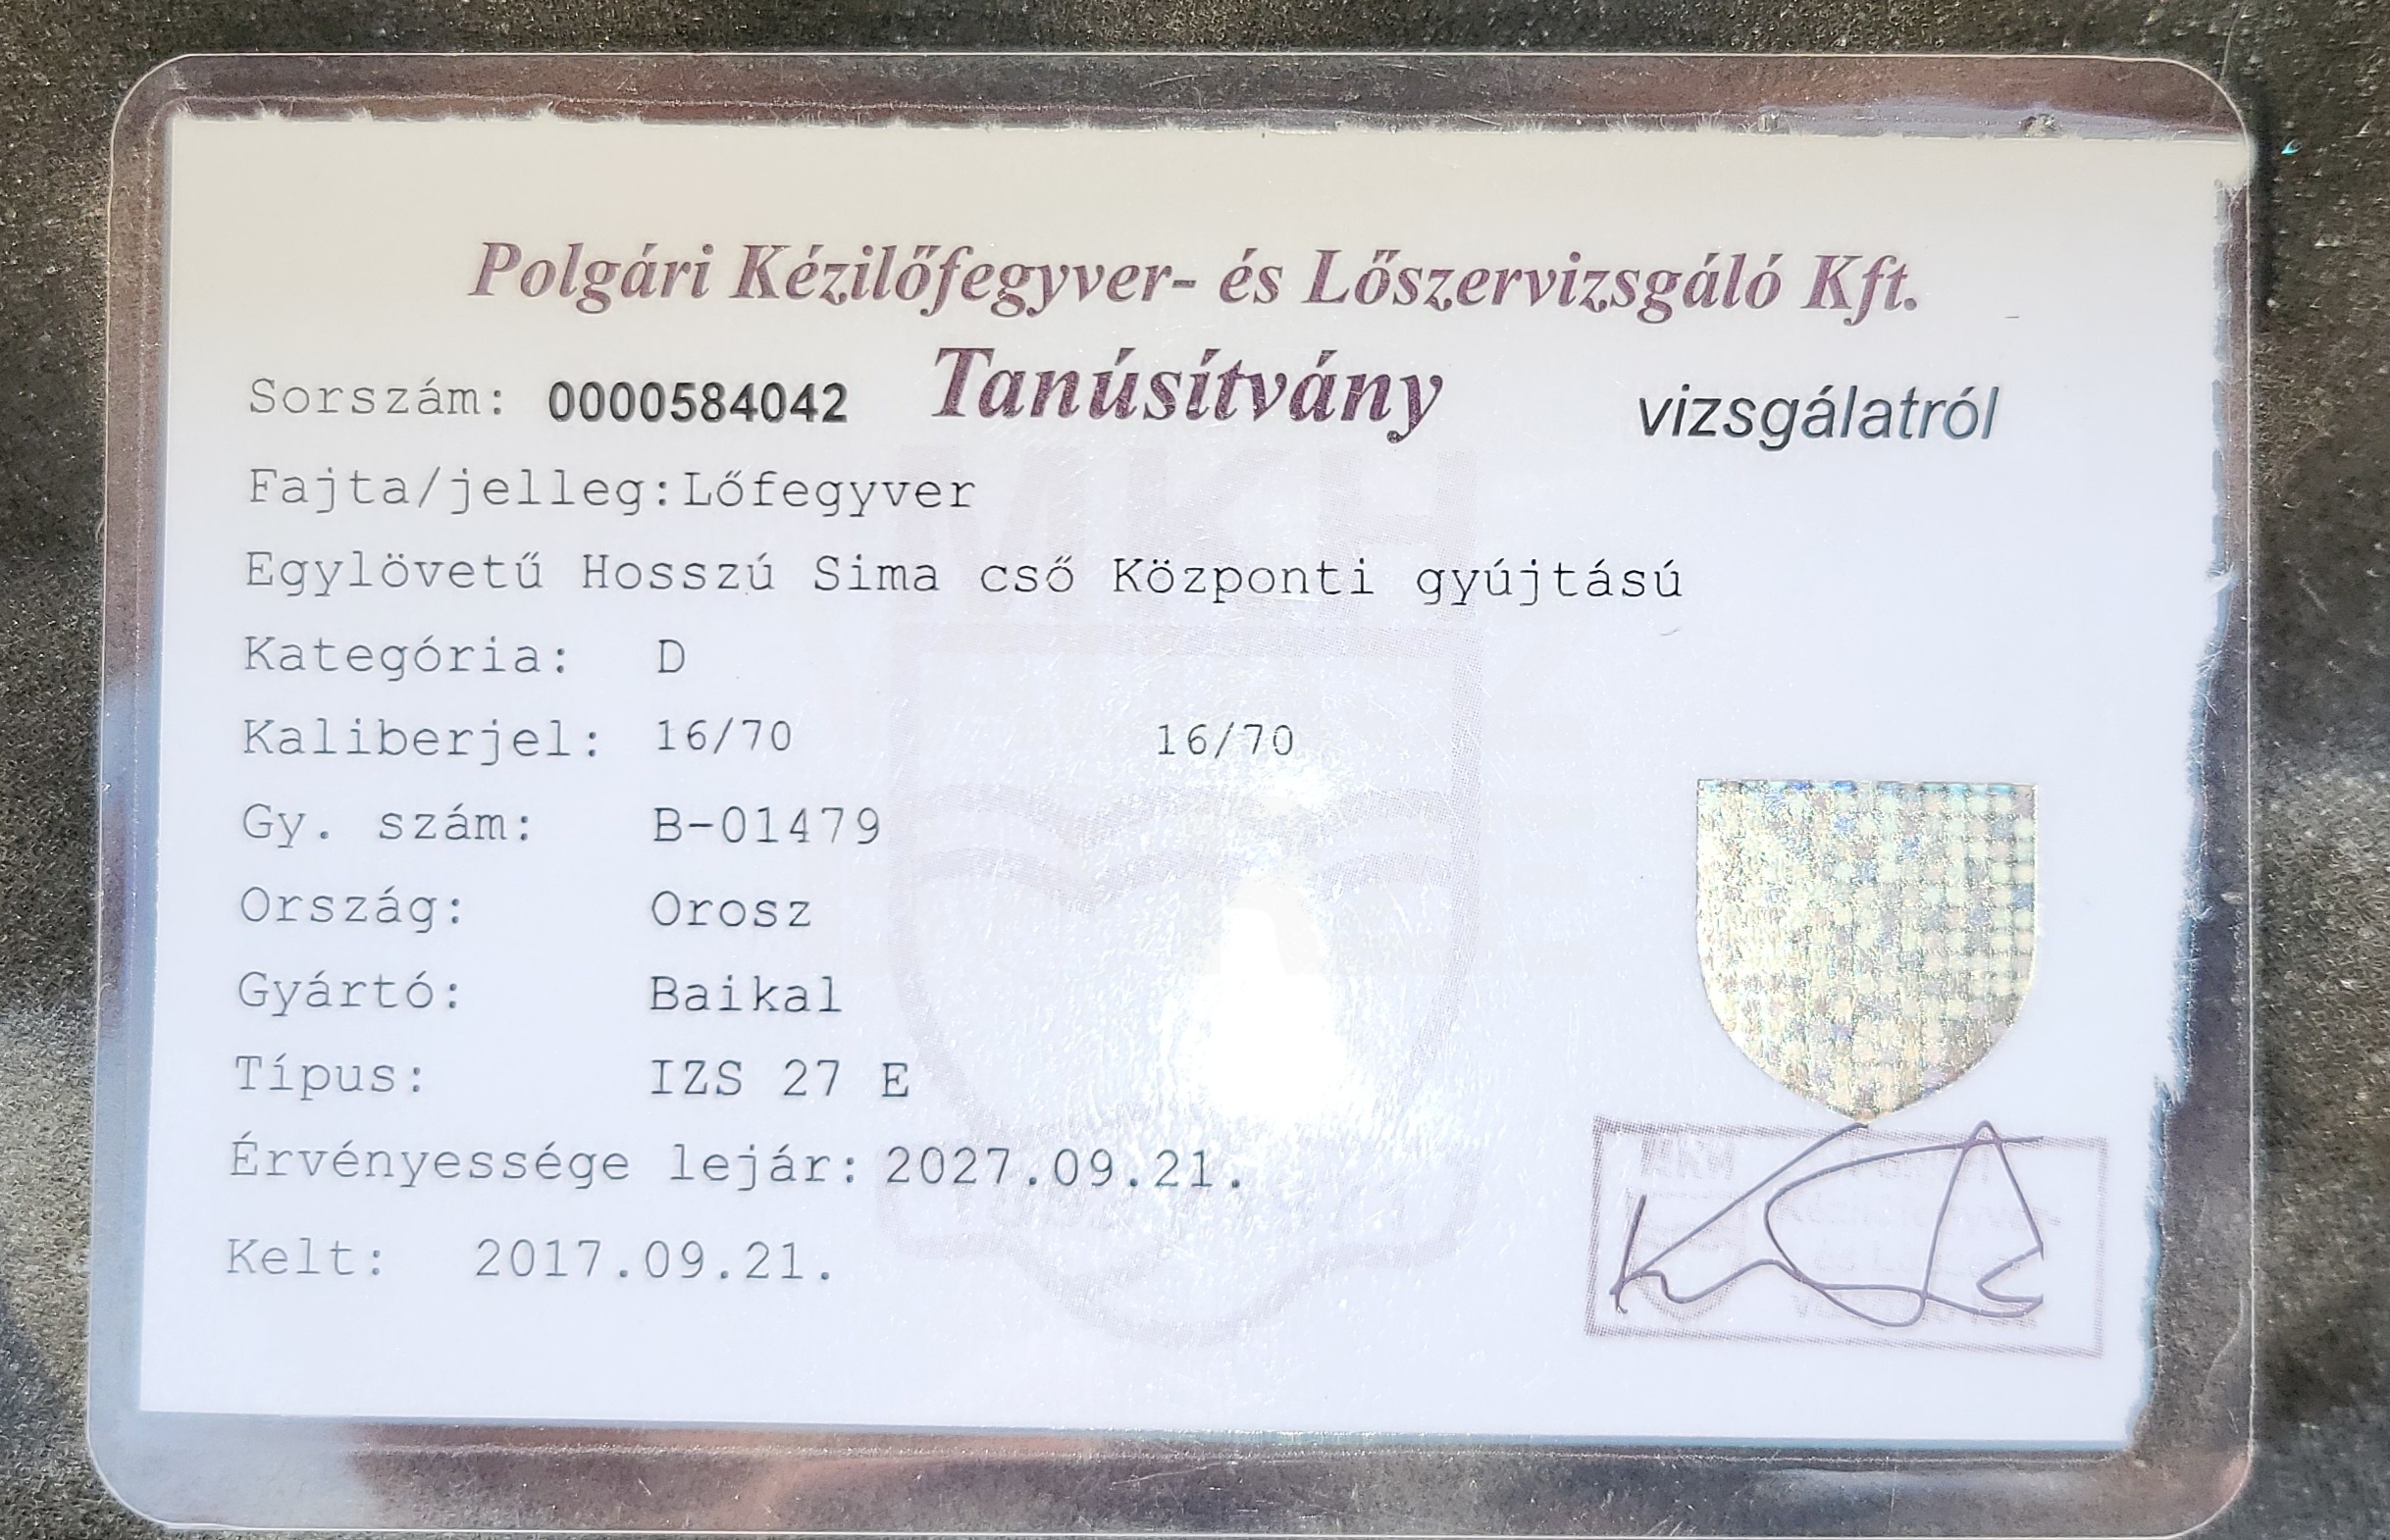 Polgári Kézilőfegyver- és Lőszervizsgáló Kft.
Sorszám: 0000584042 Tanúsítvány vizsgálatról
Fajta/jelleg: Lőfegyver
Egylövetű Hosszú Sima cső Központi gyújtású
Kategória: D
Kaliberjel: 16/70 16/70
Gy. szám: B-01479
Ország: Orosz
Gyártó: Baikal
Típus: IZS 27 E
Érvényessége lejár: 2027.09.21.
Kelt: 2017.09.21.
MKH